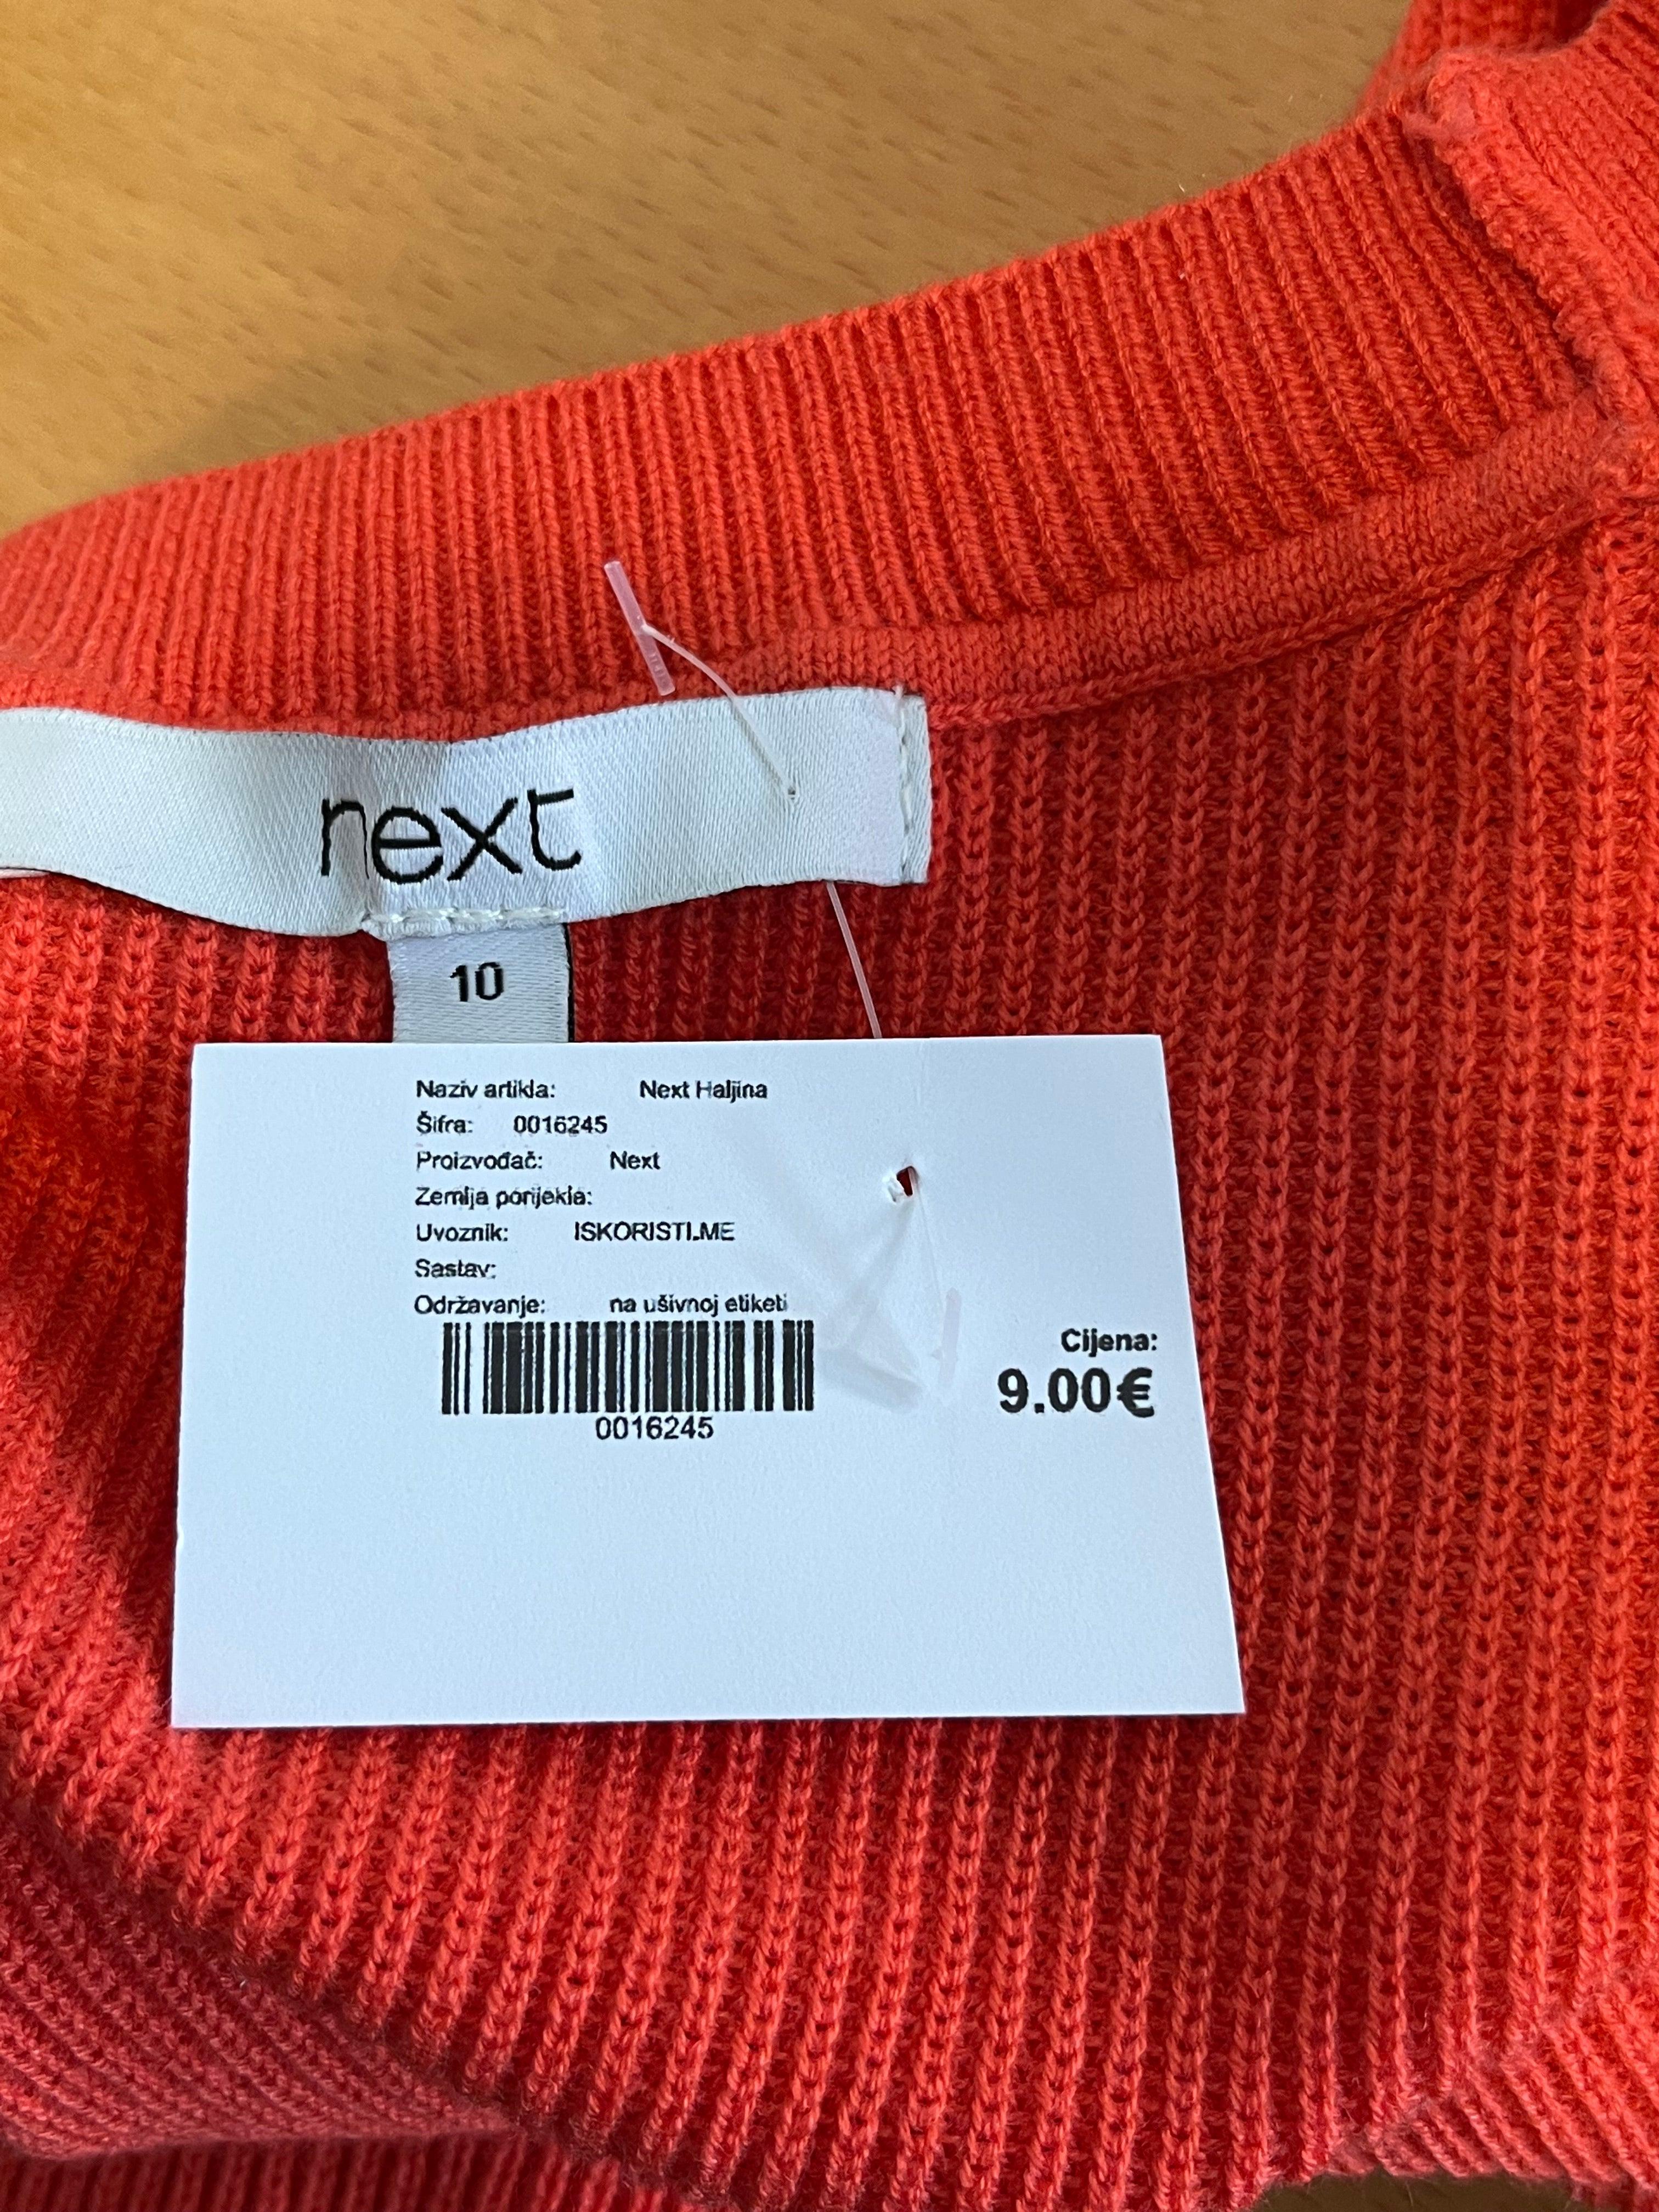 next
10
Naziv artikla: Next Haljina
Šifra: 0016245
Proizvođač: Next
Zemlja porijekla:
Uvoznik: ISKORISTI.ME
Sastav:
Održavanje: na ušivnoj etiketi
0016245
Cijena:
9.00€